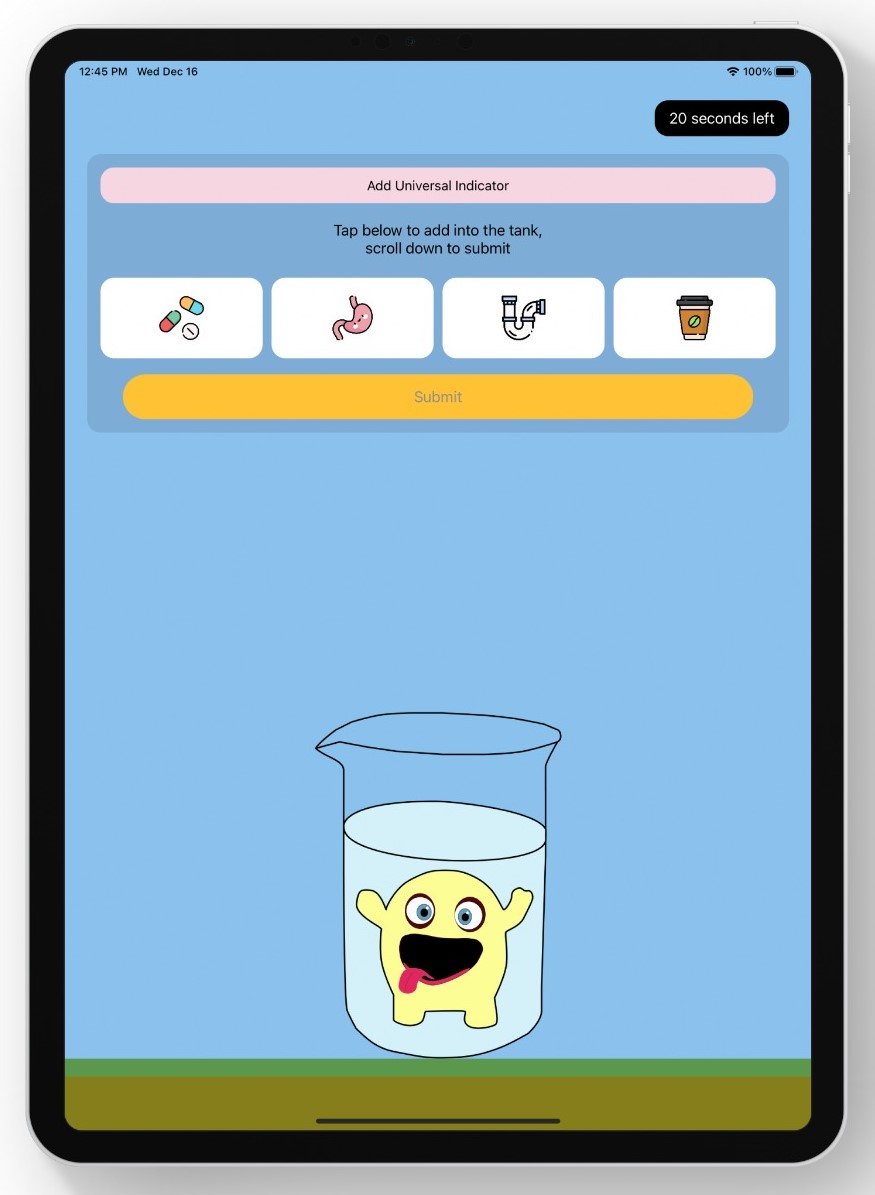 12:45 PM Wed Dec 16
100%
20 seconds left
Add Universal Indicator
Tap below to add into the tank,
scroll down to submit
Submit